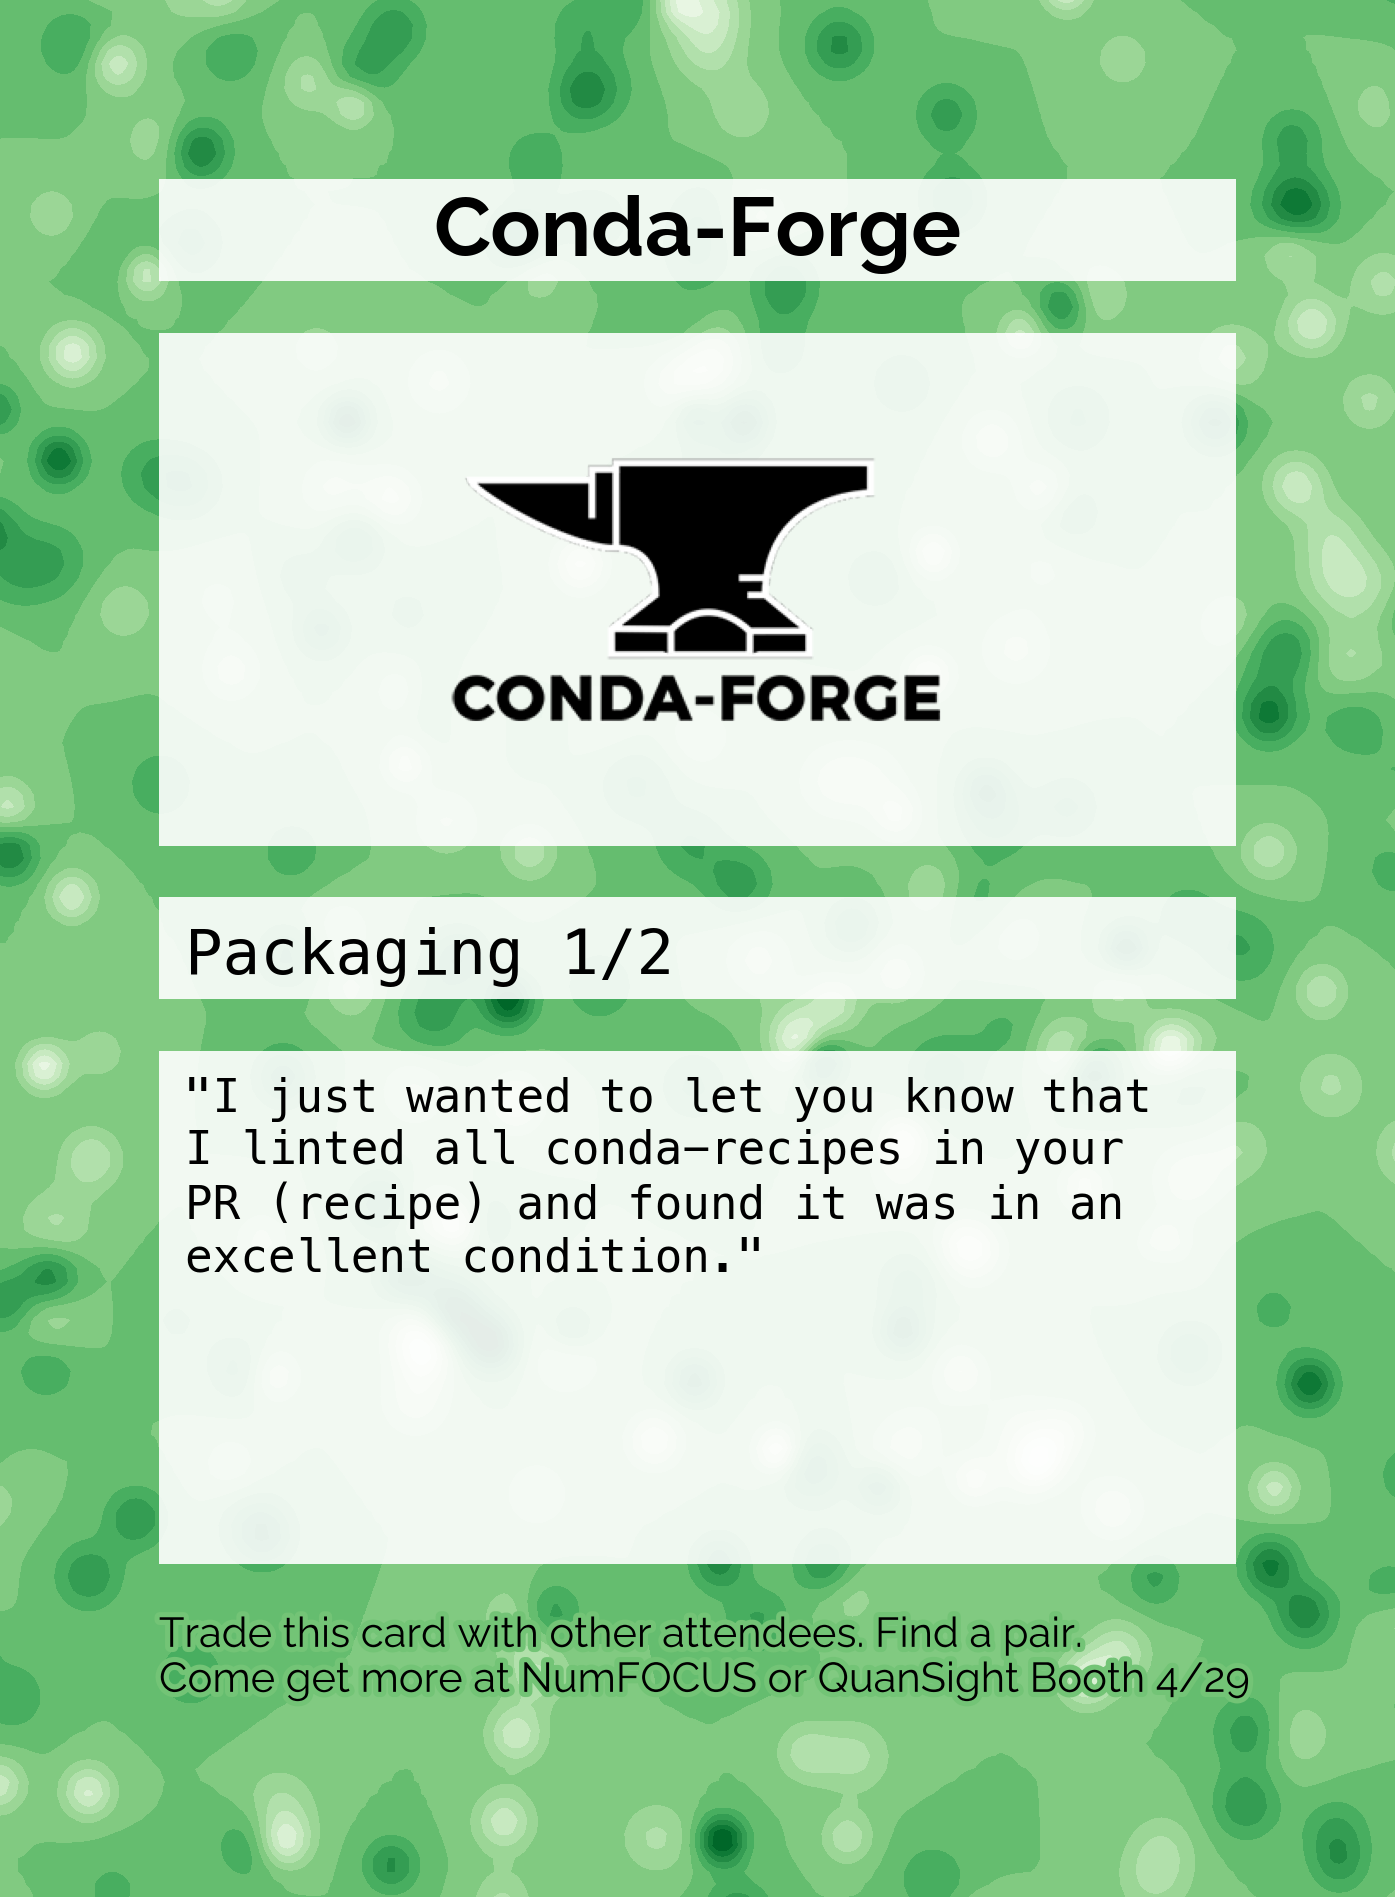 Conda-Forge
CONDA-FORGE
Packaging 1/2
"I just wanted to let you know that
I linted all conda-recipes in your
PR (recipe) and found it was in an
excellent condition."
Trade this card with other attendees. Find a pair.
Come get more at NumFOCUS or QuanSight Booth 4/29